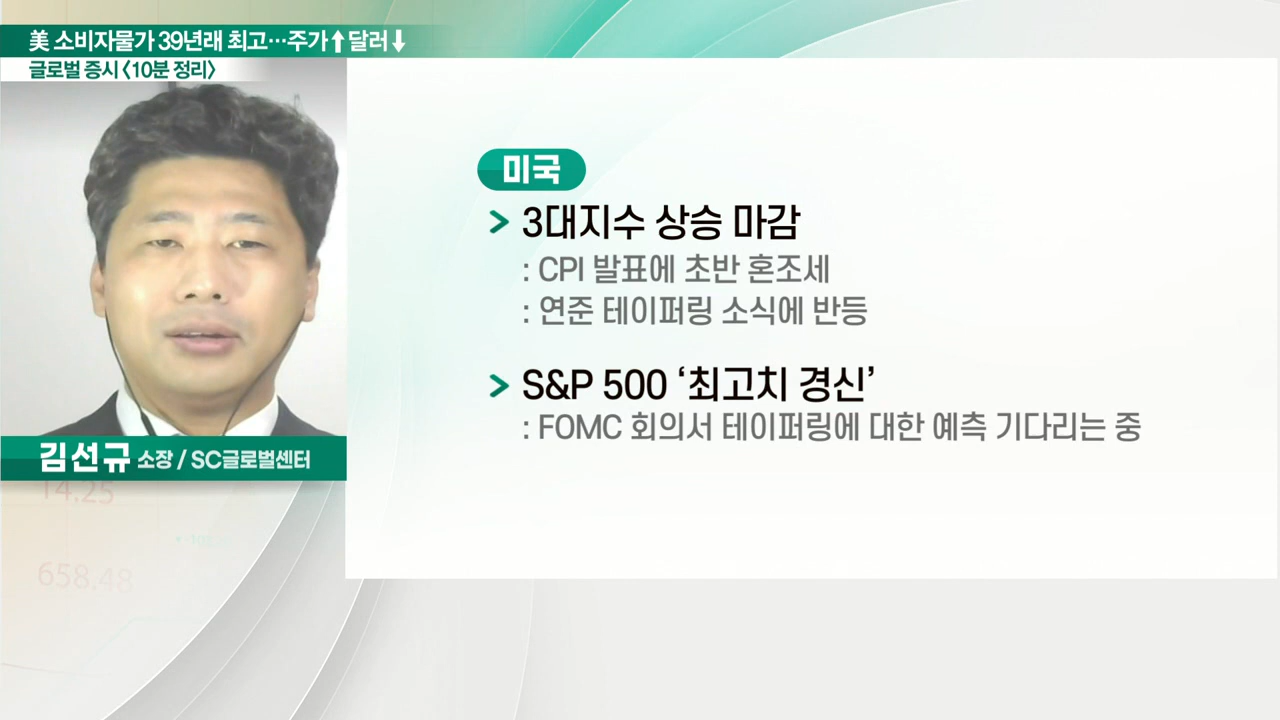 美 소비자물가 39년래 최고…주가⬆달러⬇
글로벌 증시 <10분 정리>
미국
> 3대지수 상승 마감
: CPI 발표에 초반 혼조세
: 연준 테이퍼링 소식에 반등
> S&P 500 ‘최고치 경신’
: FOMC 회의서 테이퍼링에 대한 예측 기다리는 중
김선규 소장 / SC글로벌센터
14.25
658.48